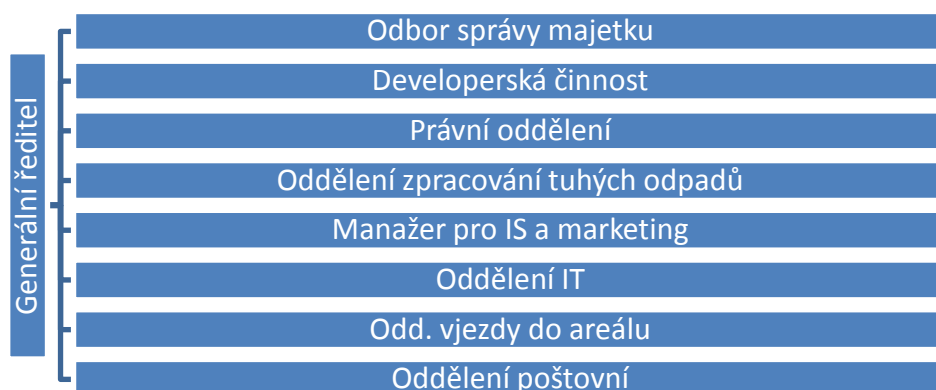 Generální ředitel
Odbor správy majetku
Developerská činnost
Právní oddělení
Oddělení zpracování tuhých odpadů
Manažer pro IS a marketing
Oddělení IT
Odd. vjezdy do areálu
Oddělení poštovní